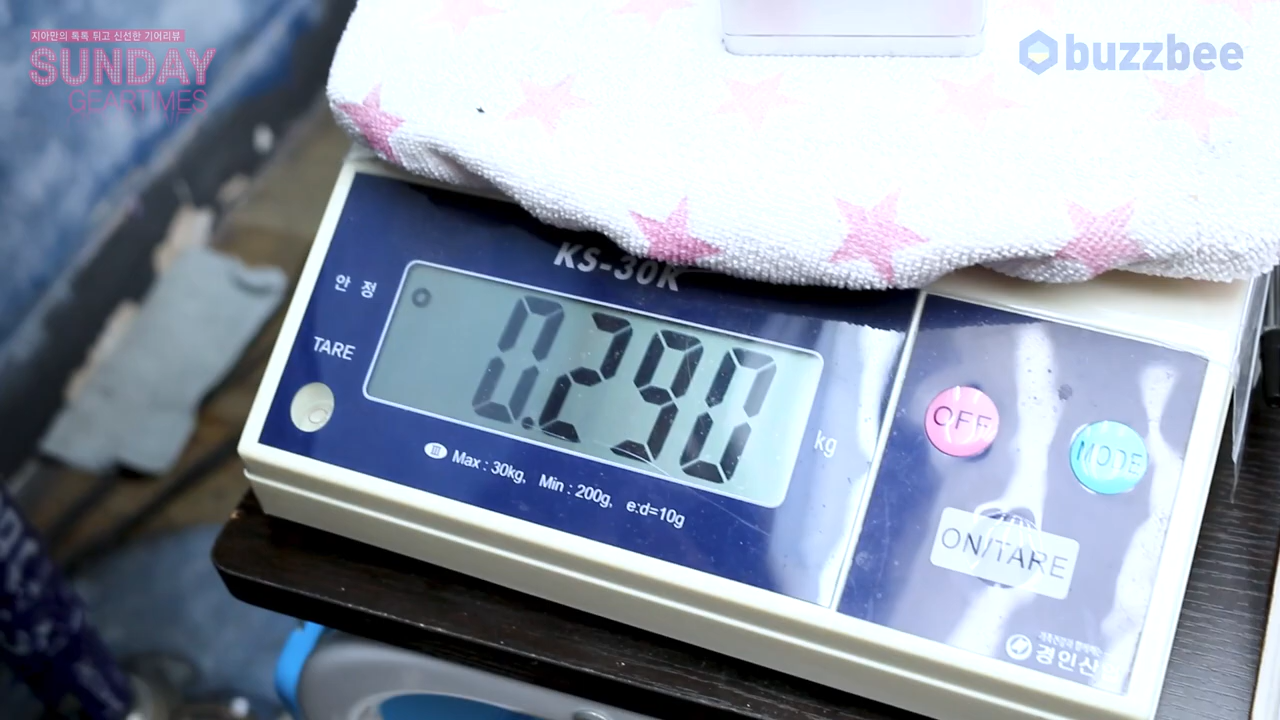 지아만의 톡톡 튀고 신선한 기어리뷰
SUNDAY
GEARTIMES
buzzbee
KS-30K
안 정
TARE
0.290
kg
Max : 30kg, Min : 200g, e:d=10g
OFF
MODE
ON/TARE